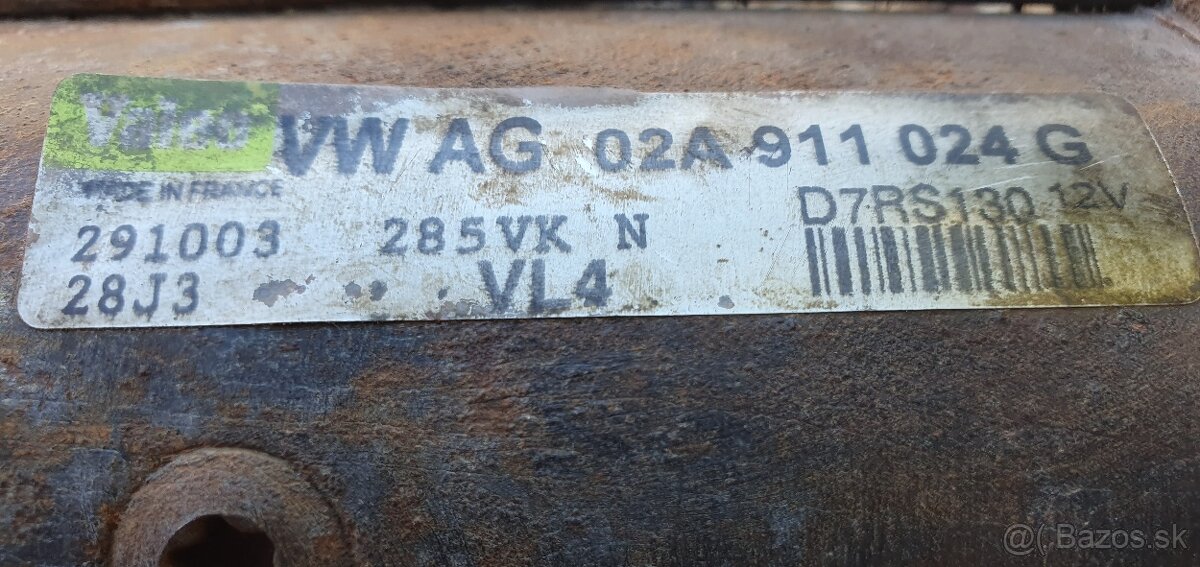 Valeo VW AG 02A 911 024 G
MADE IN FRANCE
D7RS130 12V
291003 285VK N
28J3 VL4
@(, Bazos.sk